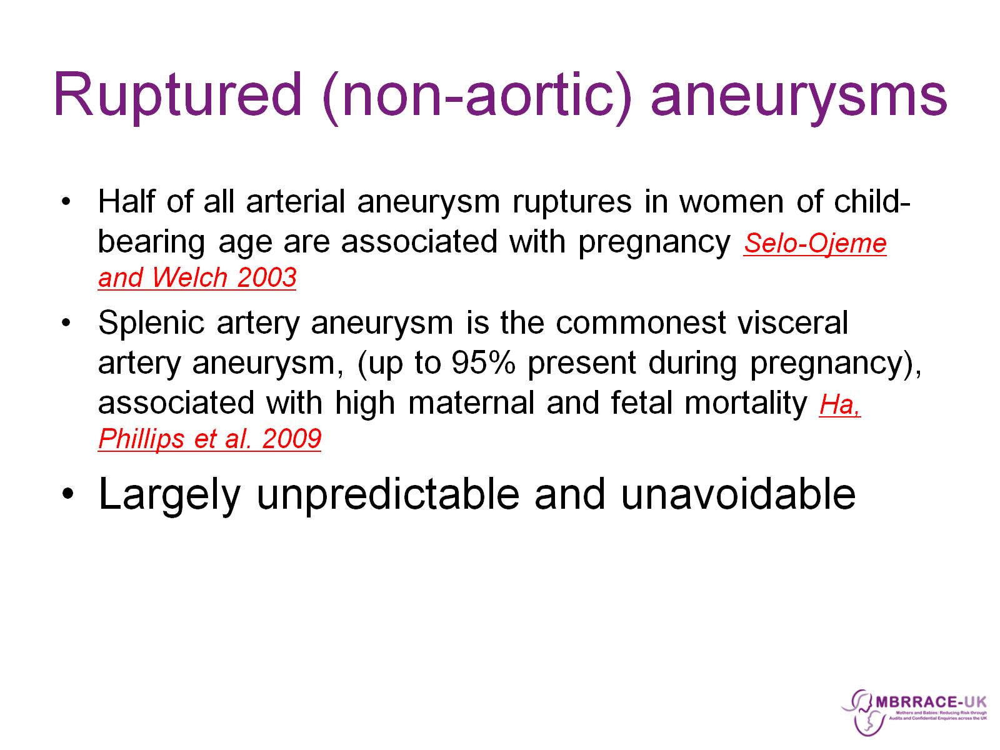 Ruptured (non-aortic) aneurysms
• Half of all arterial aneurysm ruptures in women of child-
bearing age are associated with pregnancy Selo-Ojeme
and Welch 2003
• Splenic artery aneurysm is the commonest visceral
artery aneurysm, (up to 95% present during pregnancy),
associated with high maternal and fetal mortality Ha,
Phillips et al. 2009
• Largely unpredictable and unavoidable
MBRRACE-UK
Mothers and Babies: Reducing Risk through
Audits and Confidential Enquiries across the UK